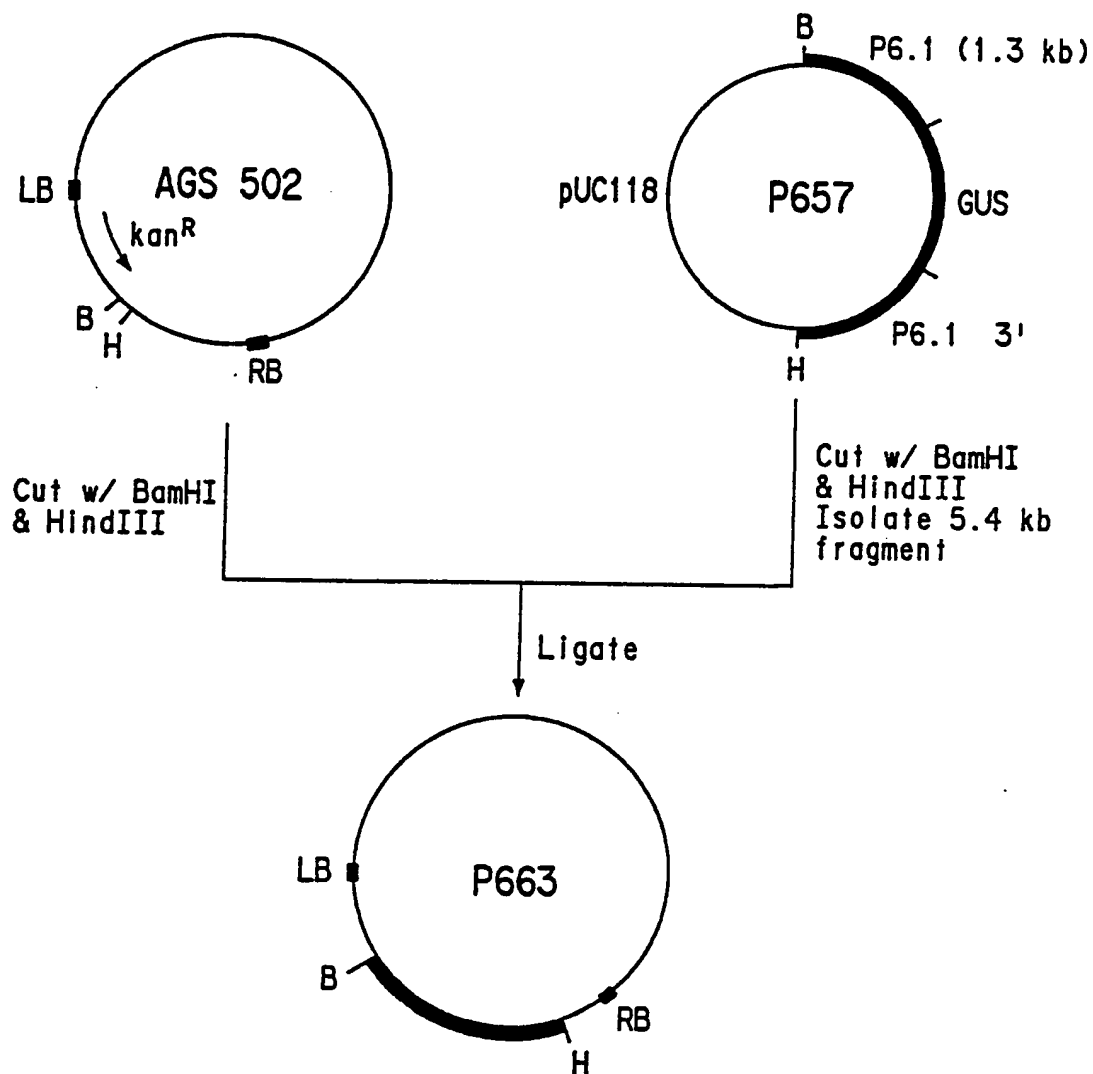 AGS 502
LB
kanR
B
H
RB
B
P6.1 (1.3 kb)
pUC118
P657
GUS
P6.1 3'
H
Cut w/ BamHI
& HindIII
Cut w/ BamHI
& HindIII
Isolate 5.4 kb
fragment
Ligate
LB
P663
B
RB
H